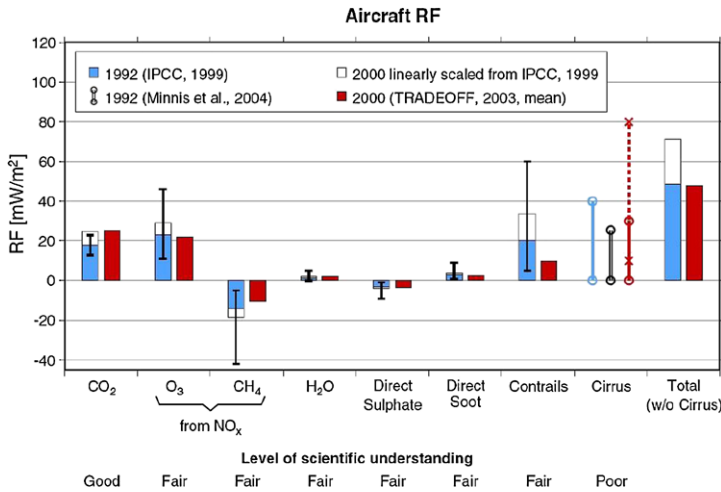 Aircraft RF
RF [mW/m²]
120
100
80
60
40
20
0
-20
-40
1992 (IPCC, 1999)
2000 linearly scaled from IPCC, 1999
1992 (Minnis et al., 2004)
2000 (TRADEOFF, 2003, mean)
CO₂ O₃ CH₄ H₂O Direct Direct Contrails Cirrus Total
Sulphate Soot (w/o Cirrus)
from NOₓ
Level of scientific understanding
Good Fair Fair Fair Fair Fair Fair Poor